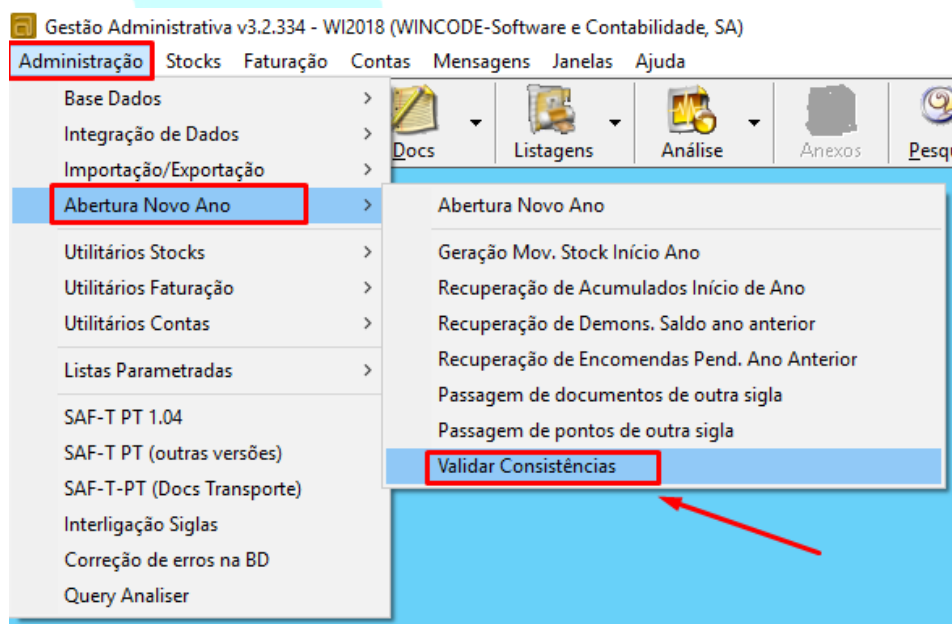 Gestão Administrativa v3.2.334 - WI2018 (WINCODE-Software e Contabilidade, SA)
Administração Stocks Faturação Contas Mensagens Janelas Ajuda
Docs Listagens Análise Anexos Pesqu
Base Dados
Integração de Dados
Importação/Exportação
Abertura Novo Ano
Utilitários Stocks
Utilitários Faturação
Utilitários Contas
Listas Parametradas
SAF-T PT 1.04
SAF-T PT (outras versões)
SAF-T-PT (Docs Transporte)
Interligação Siglas
Correção de erros na BD
Query Analiser
Abertura Novo Ano
Geração Mov. Stock Início Ano
Recuperação de Acumulados Início de Ano
Recuperação de Demons. Saldo ano anterior
Recuperação de Encomendas Pend. Ano Anterior
Passagem de documentos de outra sigla
Passagem de pontos de outra sigla
Validar Consistências